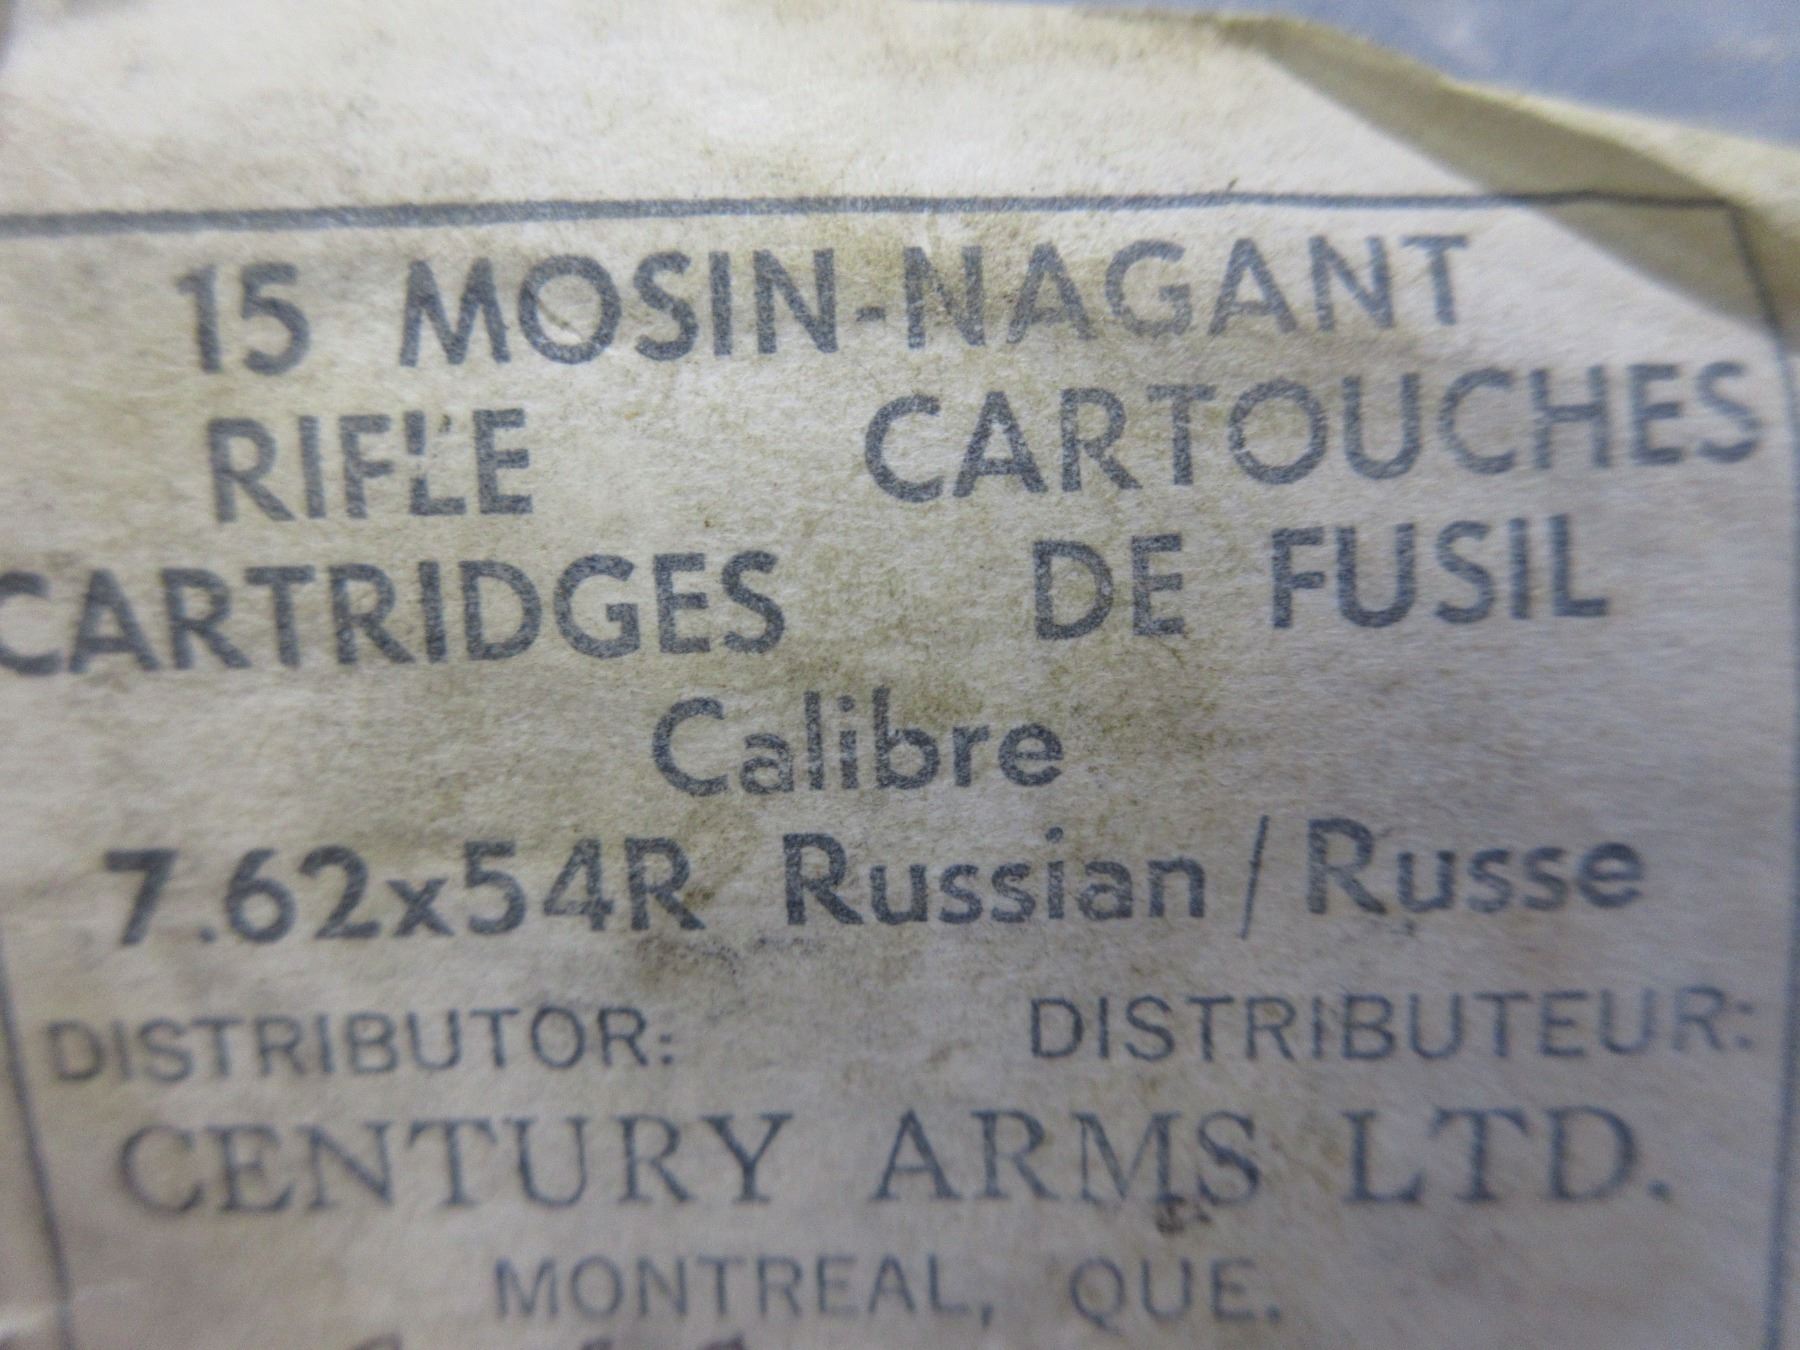 15 MOSIN-NAGANT
RIFLE CARTOUCHES
CARTRIDGES DE FUSIL
Calibre
7.62x54R Russian / Russe
DISTRIBUTOR: DISTRIBUTEUR:
CENTURY ARMS LTD.
MONTREAL, QUE.